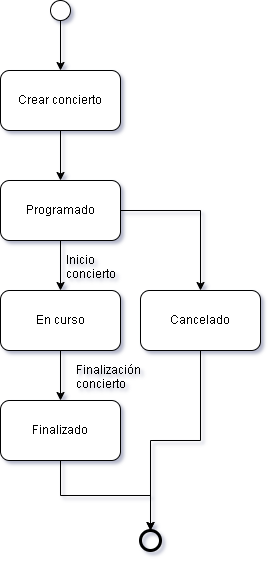 Crear concierto
Programado
Inicio
concierto
En curso
Cancelado
Finalización
concierto
Finalizado